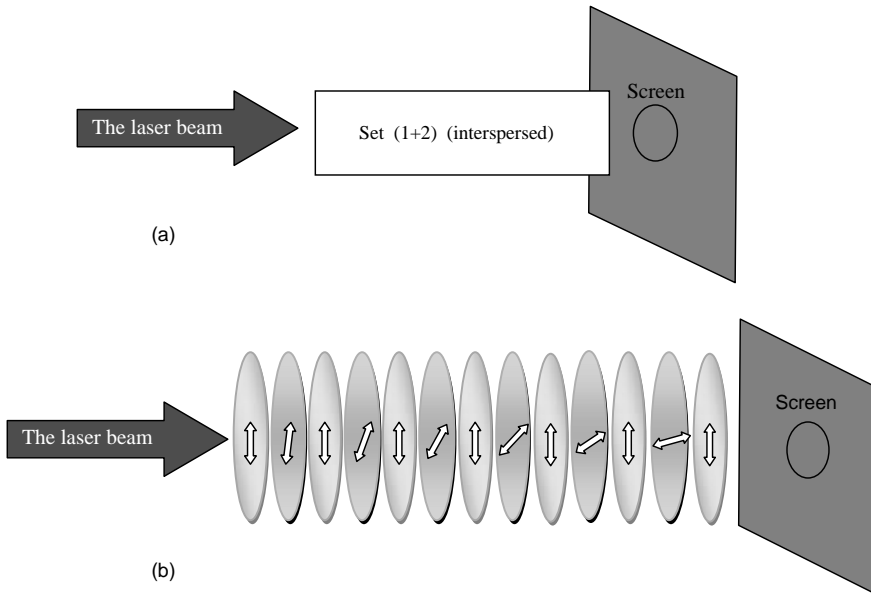 Screen
The laser beam
Set (1+2) (interspersed)
(a)
Screen
The laser beam
(b)